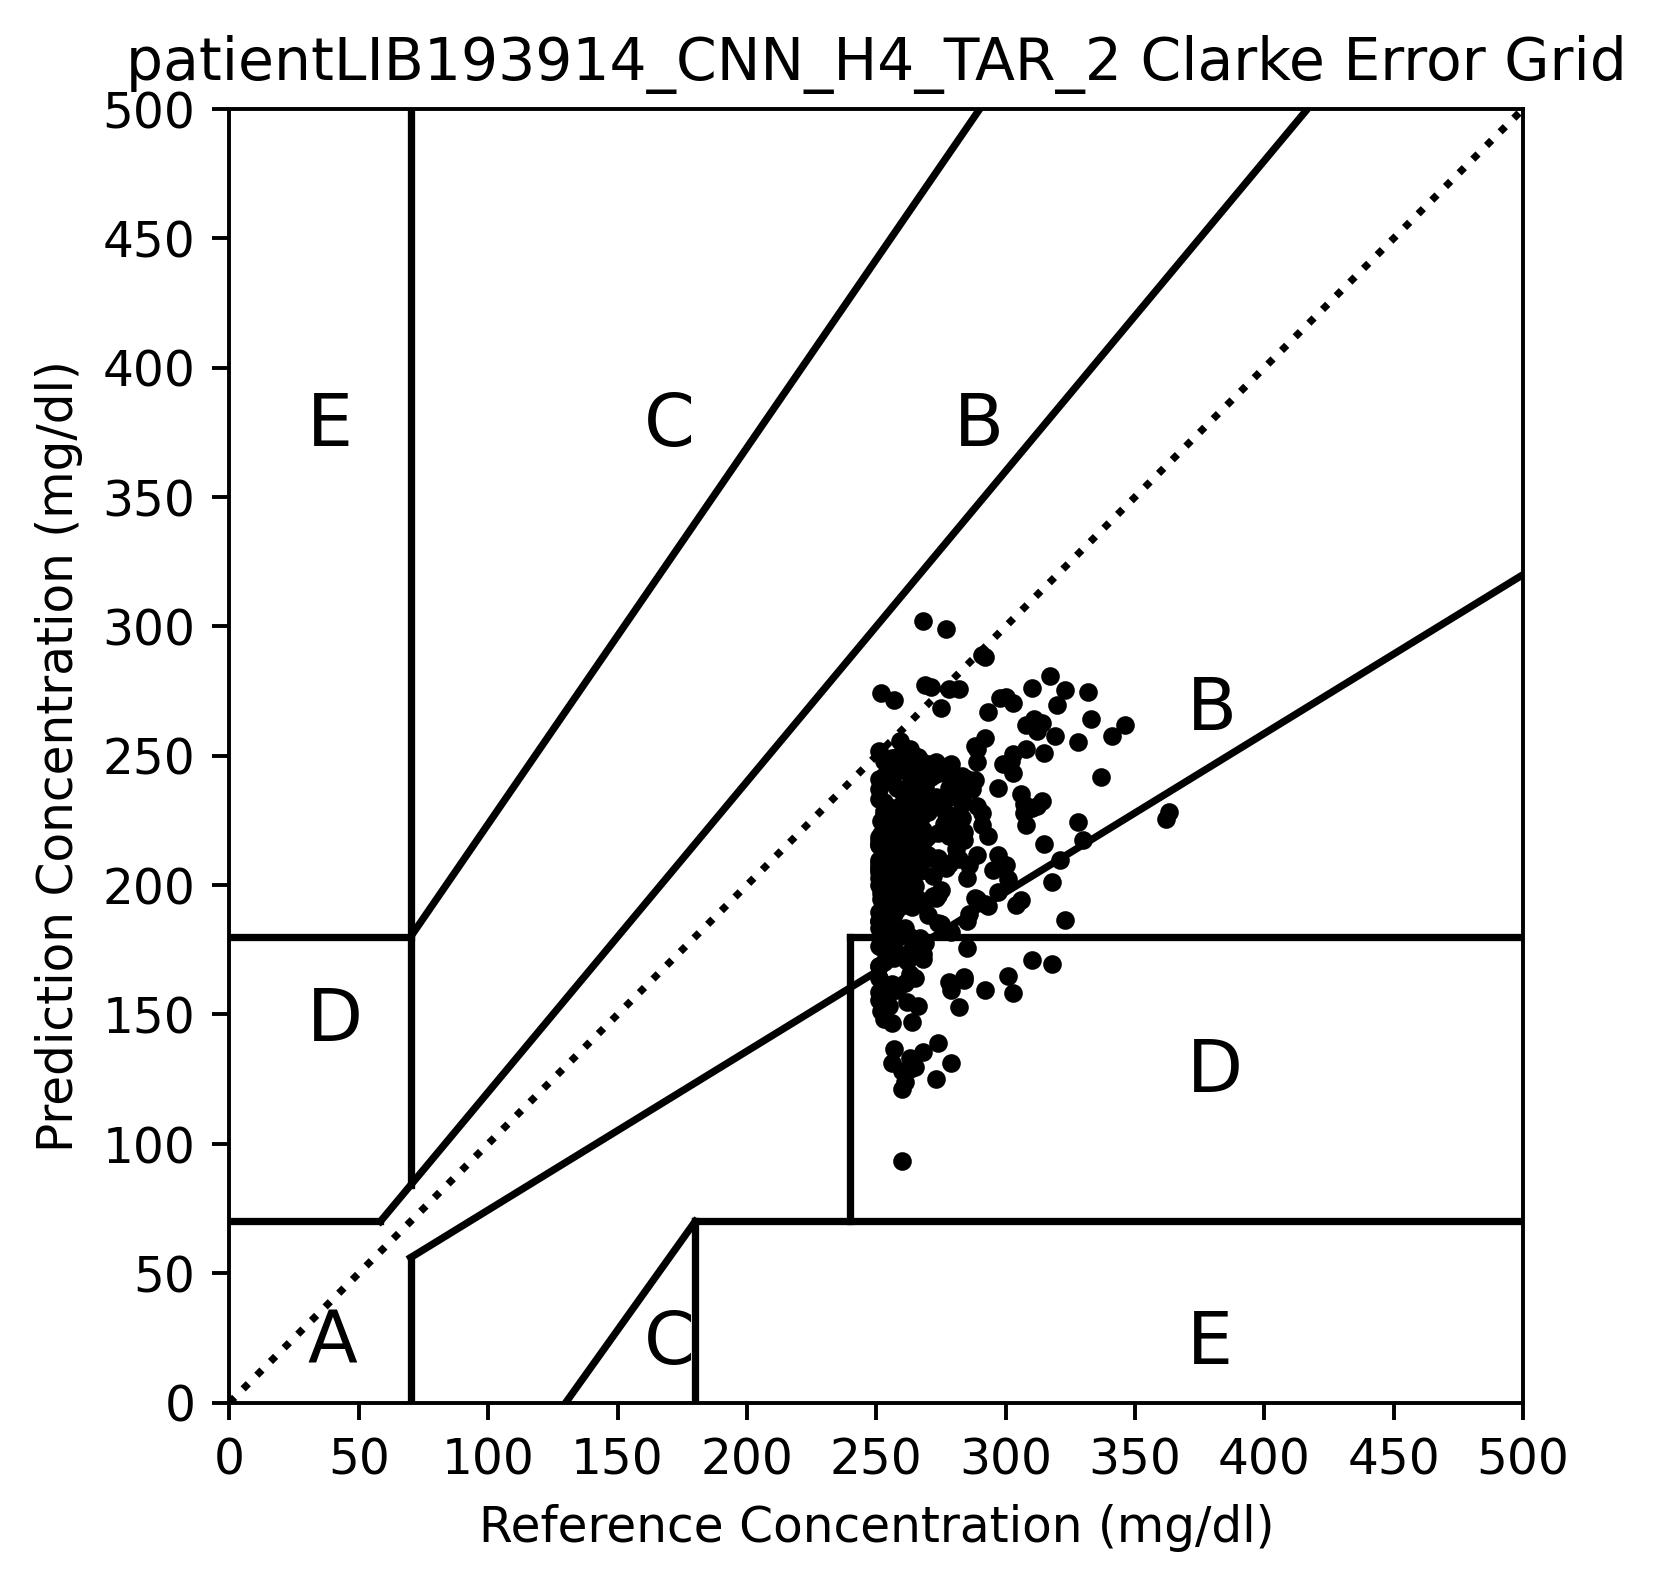 patientLIB193914_CNN_H4_TAR_2 Clarke Error Grid
500
450
400
350
300
250
200
150
100
50
0
Prediction Concentration (mg/dl)
E
C
B
B
D
D
A
C
E
0 50 100 150 200 250 300 350 400 450 500
Reference Concentration (mg/dl)